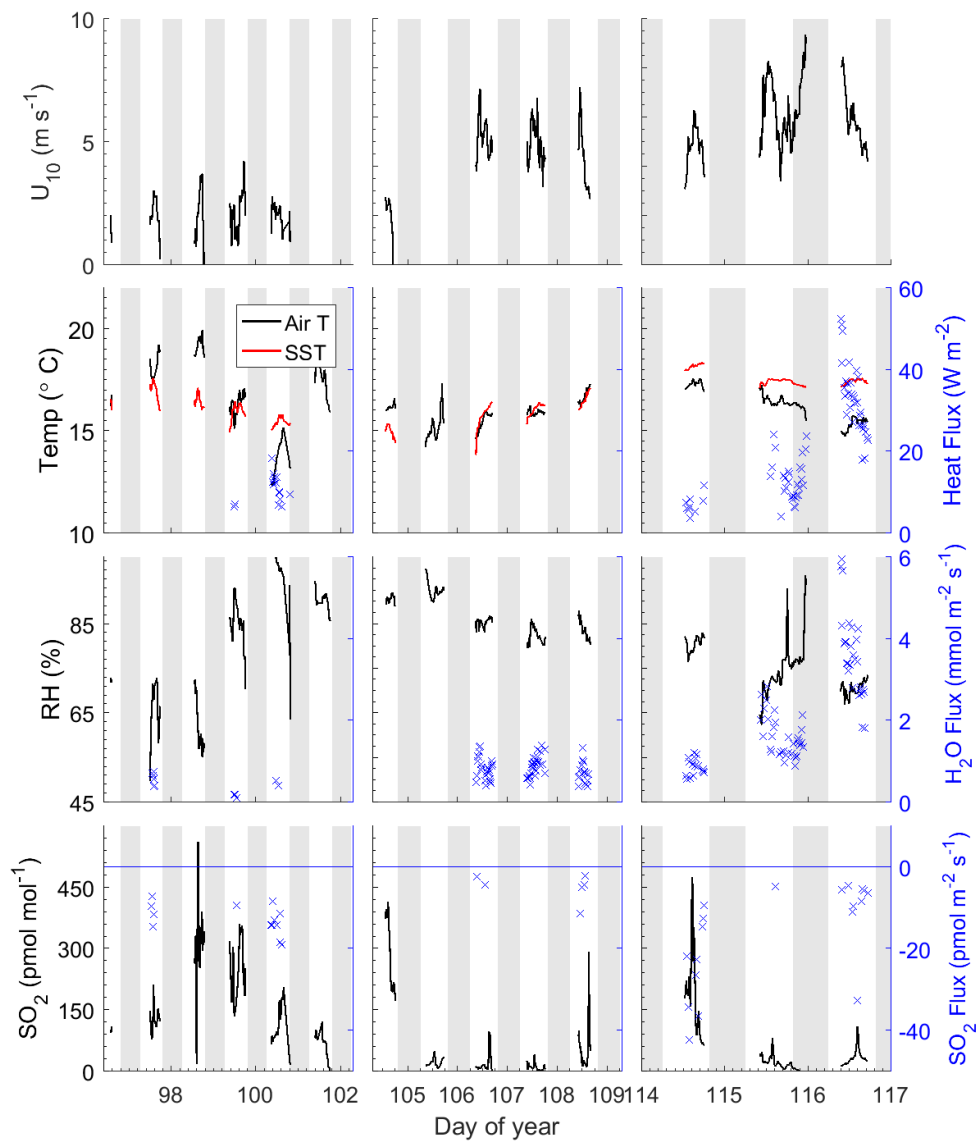 10
5
0
U10 (m s-1)
20
15
10
Temp (° C)
Air T
SST
60
40
20
0
Heat Flux (W m-2)
85
65
45
RH (%)
6
4
2
0
H2O Flux (mmol m-2 s-1)
450
300
150
0
SO2 (pmol mol-1)
0
-20
-40
SO2 Flux (pmol m-2 s-1)
98 99 100 101 102
105 106 107 108 109
114 115 116 117
Day of year